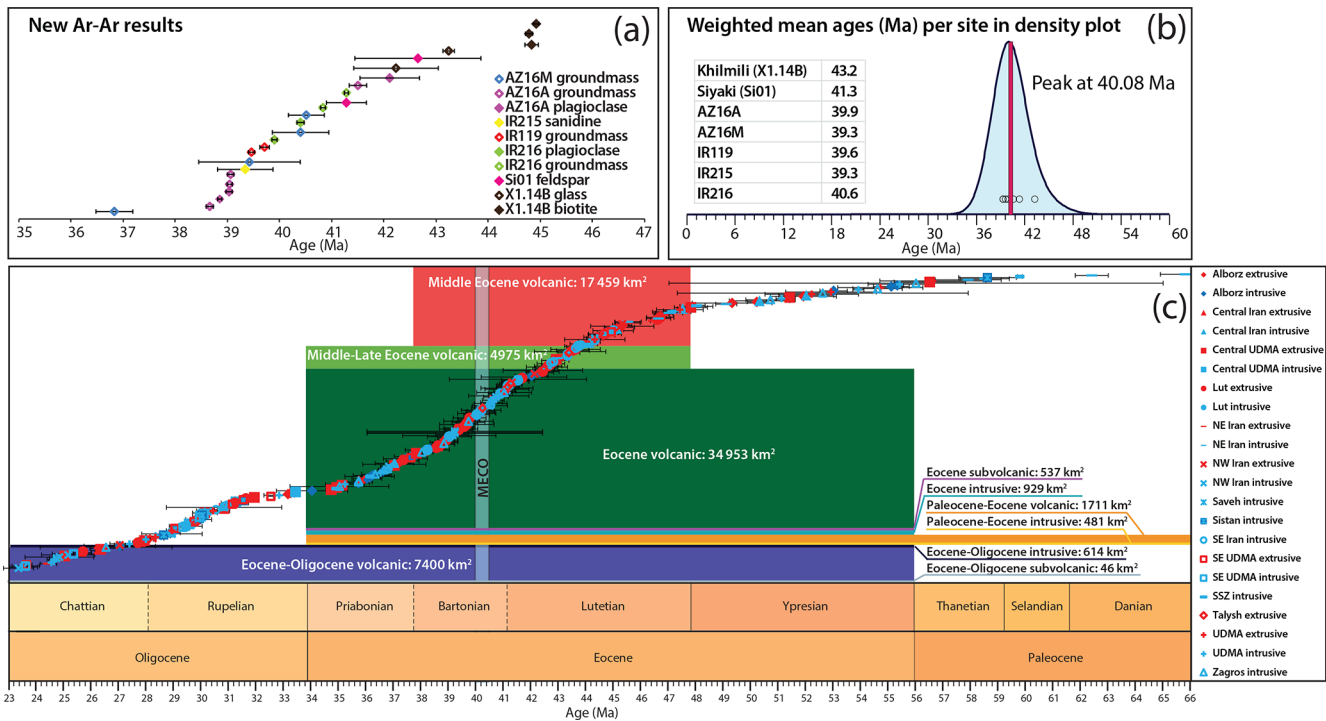 New Ar-Ar results
(a)
AZ16M groundmass
AZ16A groundmass
AZ16A plagioclase
IR215 sanidine
IR119 groundmass
IR216 plagioclase
IR216 groundmass
Si01 feldspar
X1.14B glass
X1.14B biotite
35 36 37 38 39 40 41 42 43 44 45 46 47
Age (Ma)
Weighted mean ages (Ma) per site in density plot
(b)
Khilmili (X1.14B) 43.2
Siyaki (Si01) 41.3
AZ16A 39.9
AZ16M 39.3
IR119 39.6
IR215 39.3
IR216 40.6
Peak at 40.08 Ma
0 6 12 18 24 30 36 42 48 54 60
Age (Ma)
(c)
Middle Eocene volcanic: 17 459 km²
Middle-Late Eocene volcanic: 4975 km²
Eocene volcanic: 34 953 km²
MECO
Eocene subvolcanic: 537 km²
Eocene intrusive: 929 km²
Paleocene-Eocene volcanic: 1711 km²
Paleocene-Eocene intrusive: 481 km²
Eocene-Oligocene intrusive: 614 km²
Eocene-Oligocene volcanic: 7400 km²
Eocene-Oligocene subvolcanic: 46 km²
Chattian Rupelian Priabonian Bartonian Lutetian Ypresian Thanetian Selandian Danian
Oligocene Eocene Paleocene
23 24 25 26 27 28 29 30 31 32 33 34 35 36 37 38 39 40 41 42 43 44 45 46 47 48 49 50 51 52 53 54 55 56 57 58 59 60 61 62 63 64 65 66
Age (Ma)
Alborz extrusive
Alborz intrusive
Central Iran extrusive
Central Iran intrusive
Central UDMA extrusive
Central UDMA intrusive
Lut extrusive
Lut intrusive
NE Iran extrusive
NE Iran intrusive
NW Iran extrusive
NW Iran intrusive
Saveh intrusive
Sistan intrusive
SE Iran intrusive
SE UDMA extrusive
SE UDMA intrusive
SSZ intrusive
Talysh extrusive
UDMA extrusive
UDMA intrusive
Zagros intrusive